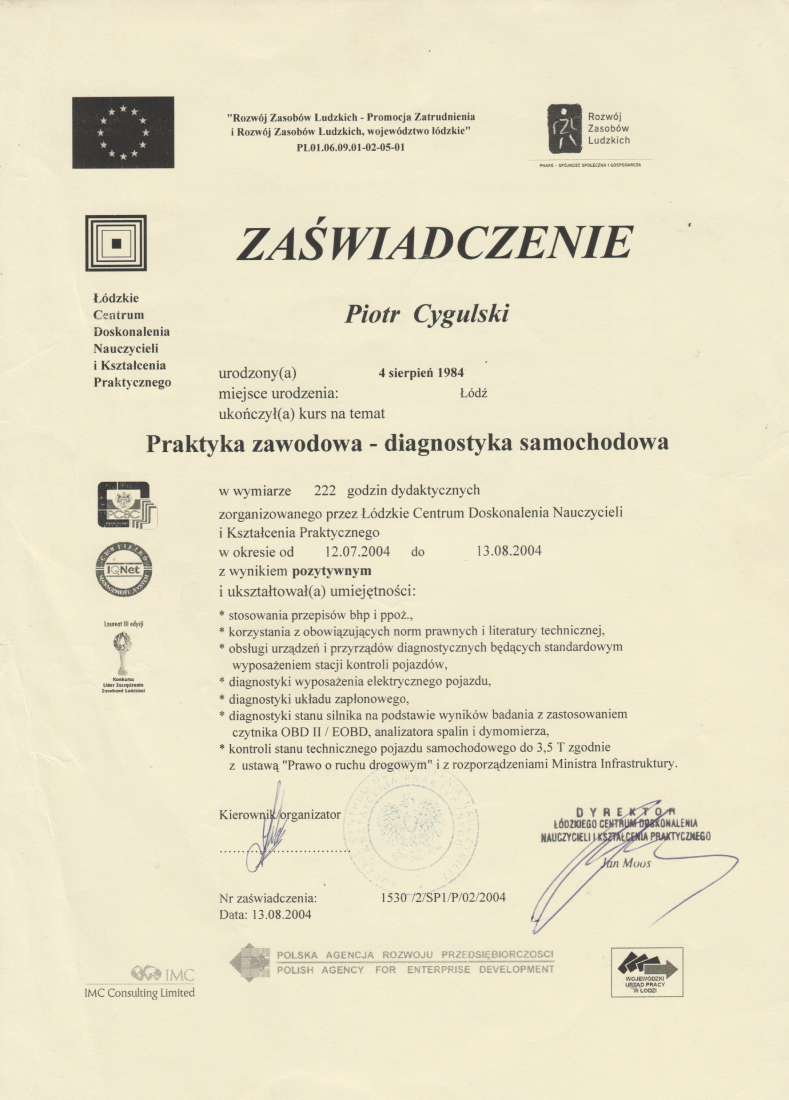 "Rozwój Zasobów Ludzkich - Promocja Zatrudnienia
i Rozwój Zasobów Ludzkich, województwo łódzkie"
PL01.06.09.01-02-05-01
Rozwój
Zasobów
Ludzkich
PHARE - SPÓJNOŚĆ SPOŁECZNA I GOSPODARCZA
ZAŚWIADCZENIE
Łódzkie
Centrum
Doskonalenia
Nauczycieli
i Kształcenia
Praktycznego
Piotr Cygulski
urodzony(a) 4 sierpień 1984
miejsce urodzenia: Łódź
ukończył(a) kurs na temat
Praktyka zawodowa - diagnostyka samochodowa
w wymiarze 222 godzin dydaktycznych
zorganizowanego przez Łódzkie Centrum Doskonalenia Nauczycieli
i Kształcenia Praktycznego
w okresie od 12.07.2004 do 13.08.2004
z wynikiem pozytywnym
i ukształtował(a) umiejętności:
PCBC
IQNet
Laureat III edycji
Konkursu
Lider Zarządzania
Zasobami Ludzkimi
* stosowania przepisów bhp i ppoż.,
* korzystania z obowiązujących norm prawnych i literatury technicznej,
* obsługi urządzeń i przyrządów diagnostycznych będących standardowym
wyposażeniem stacji kontroli pojazdów,
* diagnostyki wyposażenia elektrycznego pojazdu,
* diagnostyki układu zapłonowego,
* diagnostyki stanu silnika na podstawie wyników badania z zastosowaniem
czytnika OBD II / EOBD, analizatora spalin i dymomierza,
* kontroli stanu technicznego pojazdu samochodowego do 3,5 T zgodnie
z ustawą "Prawo o ruchu drogowym" i z rozporządzeniami Ministra Infrastruktury.
Kierownik/organizator
DYREKTOR
ŁÓDZKIEGO CENTRUM DOSKONALENIA
NAUCZYCIELI I KSZTAŁCENIA PRAKTYCZNEGO
Jan Moos
Nr zaświadczenia: 1530 /2/SP1/P/02/2004
Data: 13.08.2004
IMC
IMC Consulting Limited
POLSKA AGENCJA ROZWOJU PRZEDSIĘBIORCZOŚCI
POLISH AGENCY FOR ENTERPRISE DEVELOPMENT
WOJEWÓDZKI
URZĄD PRACY
W ŁODZI